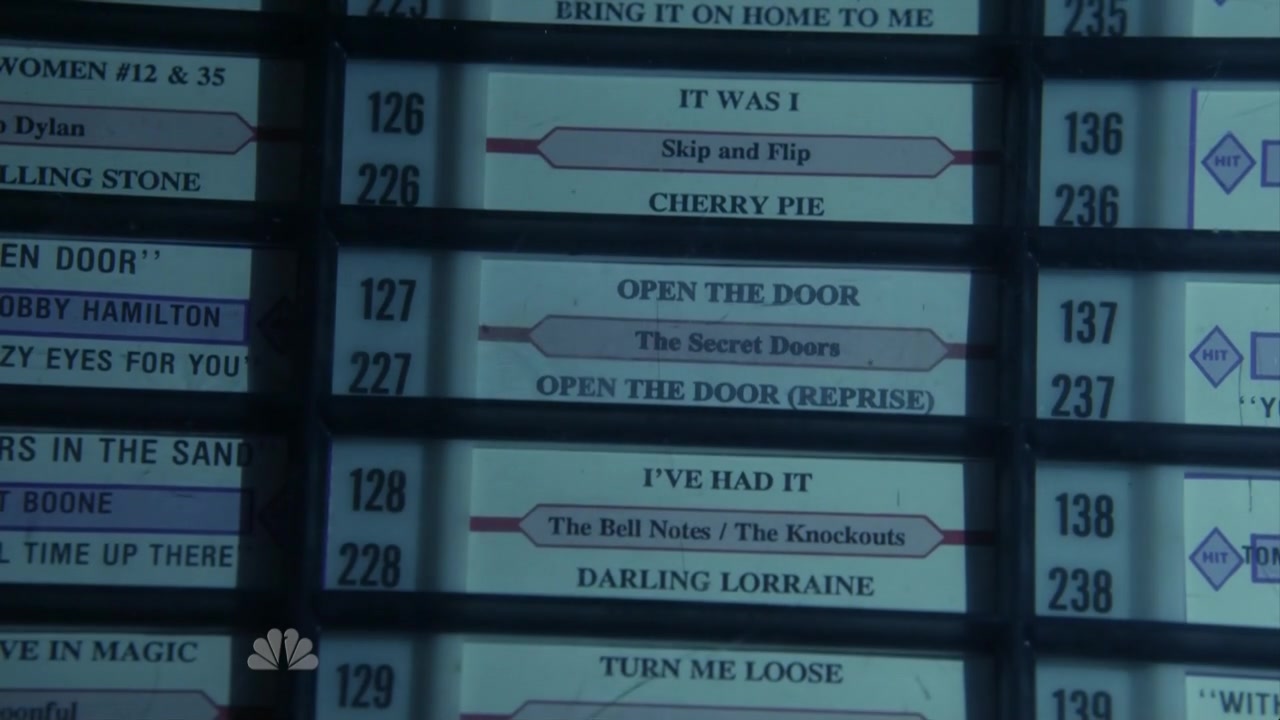 WOMEN #12 & 35
Dylan
LLING STONE
EN DOOR’’
OBBY HAMILTON
ZY EYES FOR YOU’
RS IN THE SAND’’
T BOONE
L TIME UP THERE’
VE IN MAGIC
oonful
225
BRING IT ON HOME TO ME
126
226
IT WAS I
Skip and Flip
CHERRY PIE
127
227
OPEN THE DOOR
The Secret Doors
OPEN THE DOOR (REPRISE)
128
228
I’VE HAD IT
The Bell Notes / The Knockouts
DARLING LORRAINE
129
TURN ME LOOSE
235
136
236
HIT
137
237
HIT
‘‘YO
138
238
HIT
TON
139
‘‘WITH